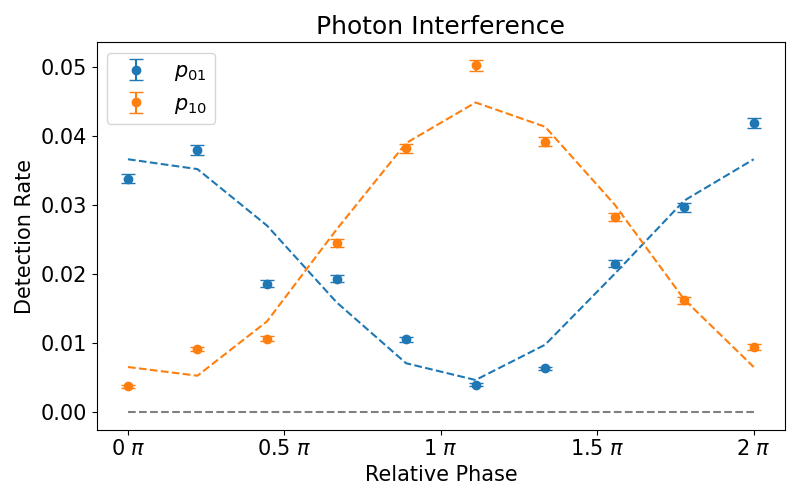 Photon Interference
p01
p10
0.05
0.04
0.03
0.02
0.01
0.00
Detection Rate
0 π
0.5 π
1 π
1.5 π
2 π
Relative Phase